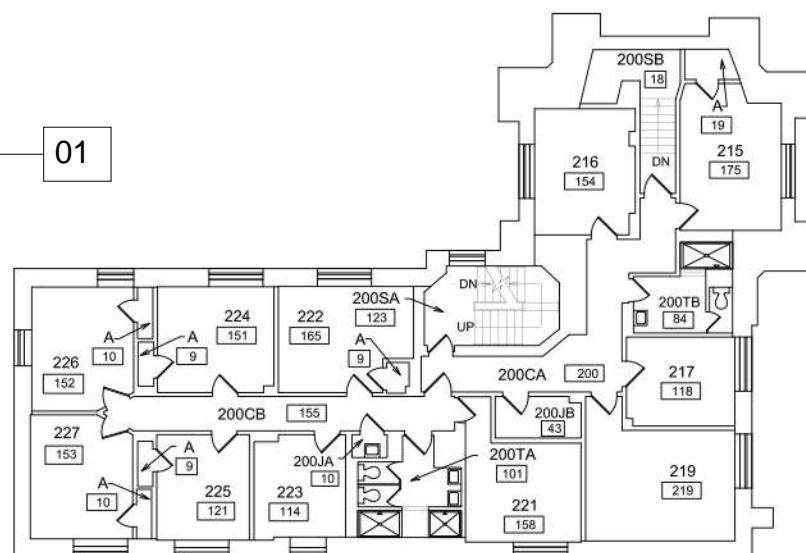 01
200SB
18
A
19
216
154
DN
215
175
200SA
123
DN
UP
200TB
84
A
10
A
9
224
151
222
165
A
9
226
152
217
118
200CA
200
200CB
155
200JB
43
227
153
A
9
A
10
225
121
223
114
200JA
10
200TA
101
221
158
219
219